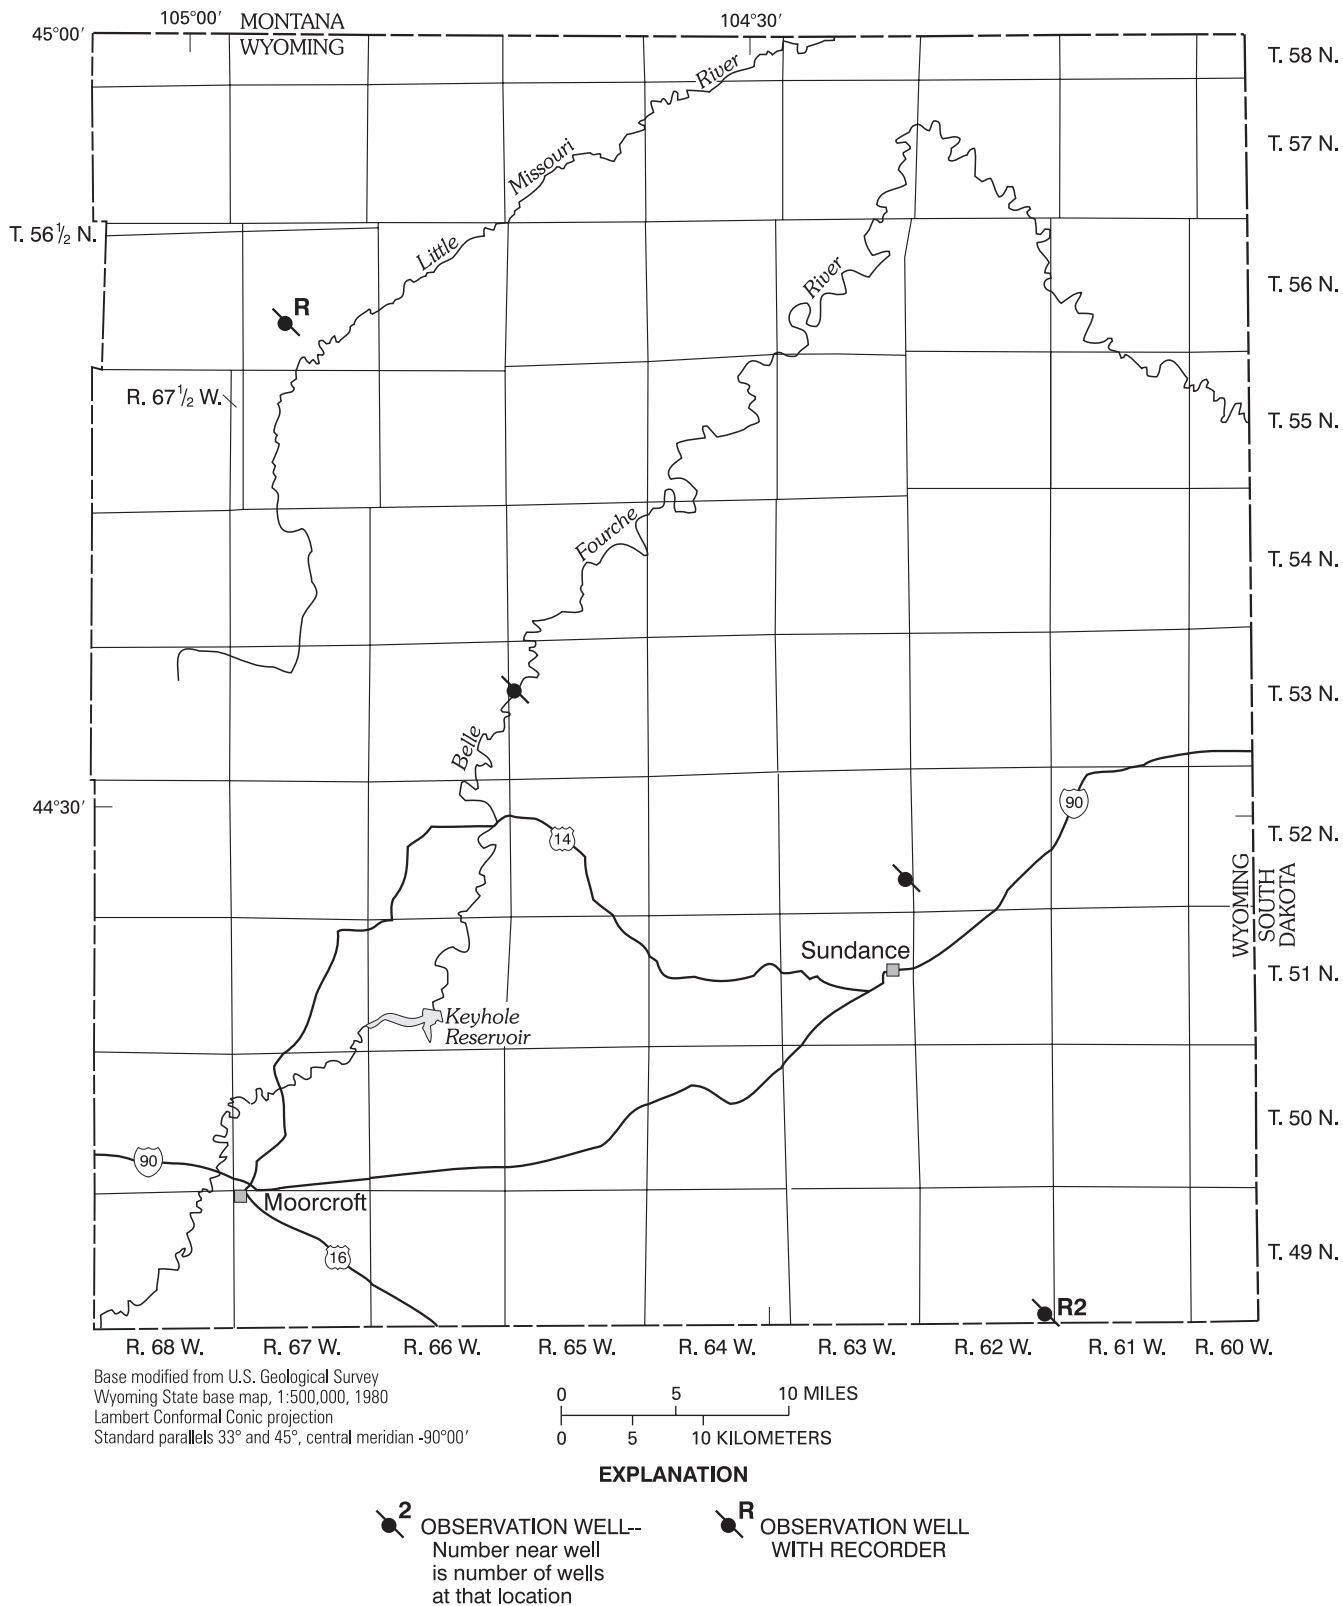 105°00′
MONTANA
104°30′
45°00′
WYOMING
T. 58 N.
River
T. 57 N.
Missouri
T. 56 ½ N.
Little
River
T. 56 N.
R
R. 67 ½ W.
T. 55 N.
Fourche
T. 54 N.
T. 53 N.
Belle
44°30′
90
14
T. 52 N.
WYOMING
SOUTH
DAKOTA
Sundance
T. 51 N.
Keyhole
Reservoir
T. 50 N.
90
Moorcroft
16
T. 49 N.
R2
R. 68 W. R. 67 W. R. 66 W. R. 65 W. R. 64 W. R. 63 W. R. 62 W. R. 61 W. R. 60 W.
Base modified from U.S. Geological Survey
Wyoming State base map, 1:500,000, 1980
Lambert Conformal Conic projection
Standard parallels 33° and 45°, central meridian -90°00′
0 5 10 MILES
0 5 10 KILOMETERS
EXPLANATION
2
OBSERVATION WELL--
Number near well
is number of wells
at that location
R
OBSERVATION WELL
WITH RECORDER